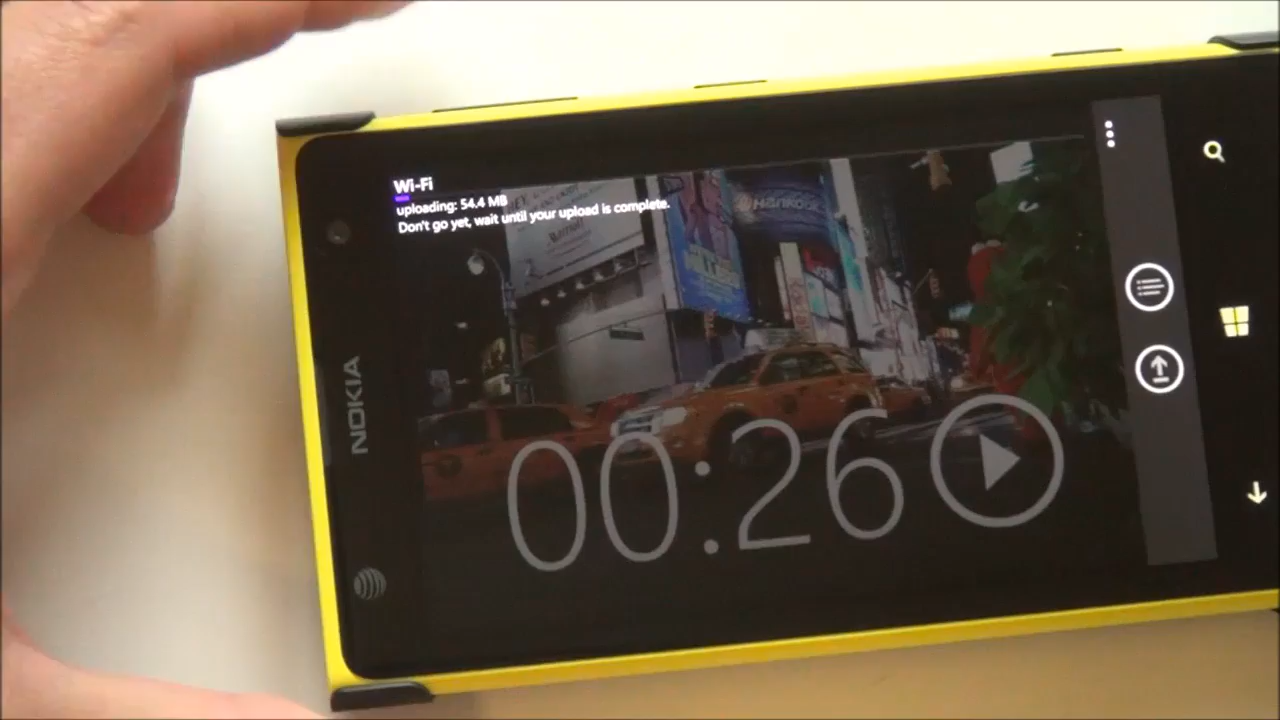 Wi-Fi
uploading: 54.4 MB
Don't go yet, wait until your upload is complete.
HANKOOK
NOKIA
00:26